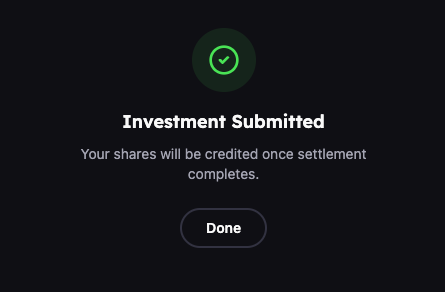 Investment Submitted
Your shares will be credited once settlement
completes.
Done